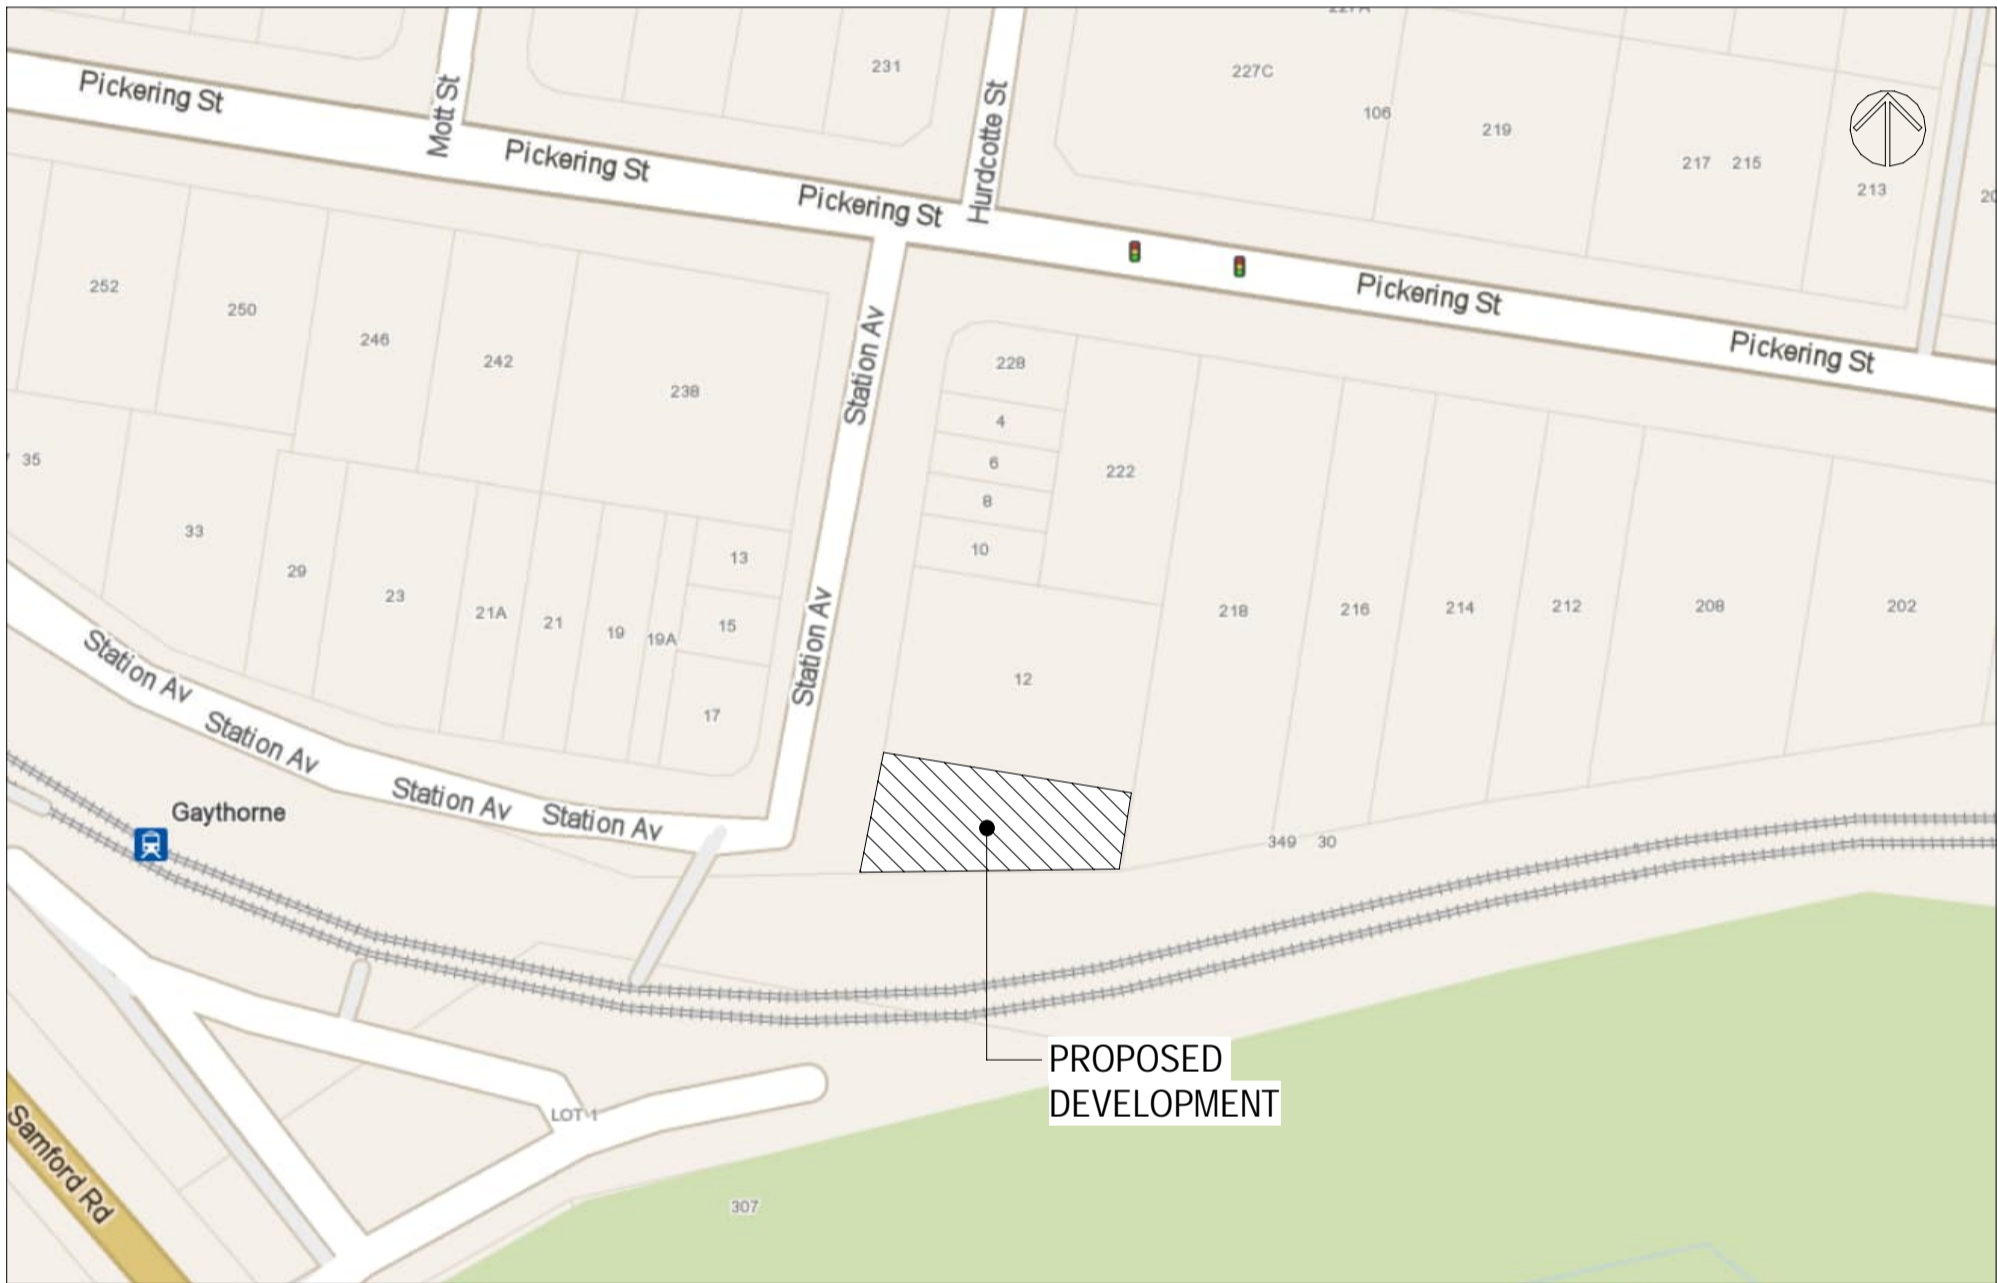 227A
231
227C
Pickering St
Mott St
106
219
Pickering St
Hurdcotte St
217
215
213
20
Pickering St
252
250
246
242
238
Station Av
Pickering St
Pickering St
228
4
6
8
10
222
35
33
29
23
21A
21
19
19A
13
15
17
Station Av
12
218
216
214
212
208
202
Station Av
Station Av
Station Av
Station Av
Gaythorne
349
30
PROPOSED
DEVELOPMENT
LOT 1
Samford Rd
307